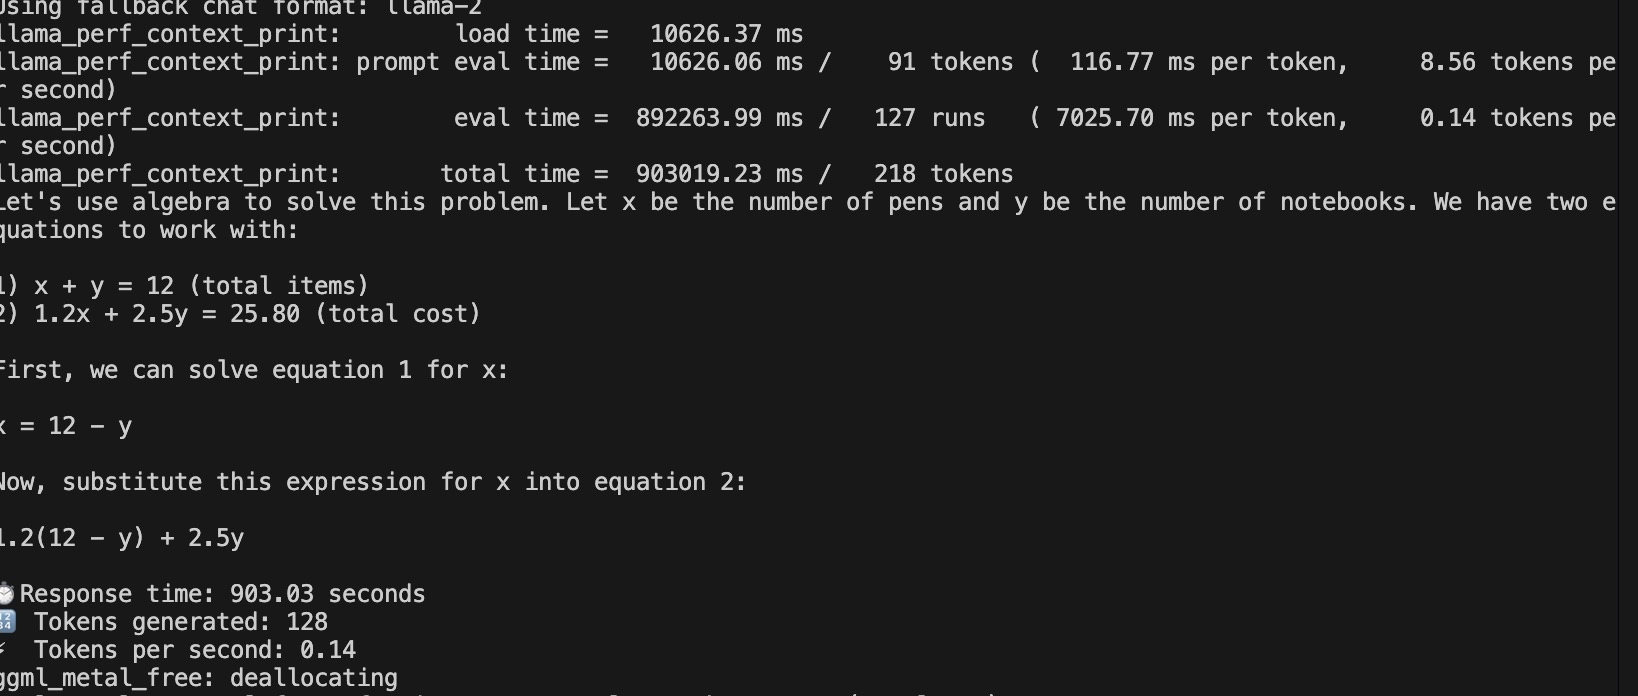 Using fallback chat format: llama-2
llama_perf_context_print:        load time =   10626.37 ms
llama_perf_context_print: prompt eval time =   10626.06 ms /    91 tokens (  116.77 ms per token,     8.56 tokens pe
r second)
llama_perf_context_print:        eval time =  892263.99 ms /   127 runs   ( 7025.70 ms per token,     0.14 tokens pe
r second)
llama_perf_context_print:       total time =  903019.23 ms /   218 tokens
Let's use algebra to solve this problem. Let x be the number of pens and y be the number of notebooks. We have two e
quations to work with:
1) x + y = 12 (total items)
2) 1.2x + 2.5y = 25.80 (total cost)
First, we can solve equation 1 for x:
x = 12 - y
Now, substitute this expression for x into equation 2:
1.2(12 - y) + 2.5y
Response time: 903.03 seconds
Tokens generated: 128
Tokens per second: 0.14
ggml_metal_free: deallocating